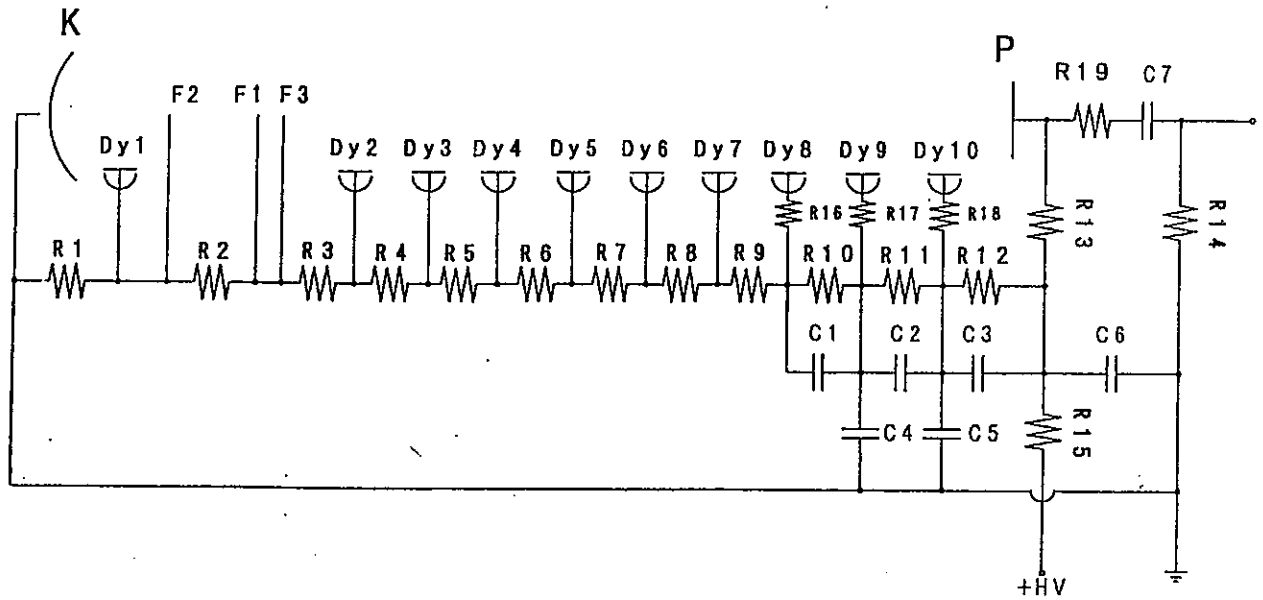 K
P
R19 C7
F2 F1 F3
Dy1 Dy2 Dy3 Dy4 Dy5 Dy6 Dy7 Dy8 Dy9 Dy10
R16 R17 R18 R13 R14
R1 R2 R3 R4 R5 R6 R7 R8 R9 R10 R11 R12
C1 C2 C3 C6
C4 C5 R15
+HV